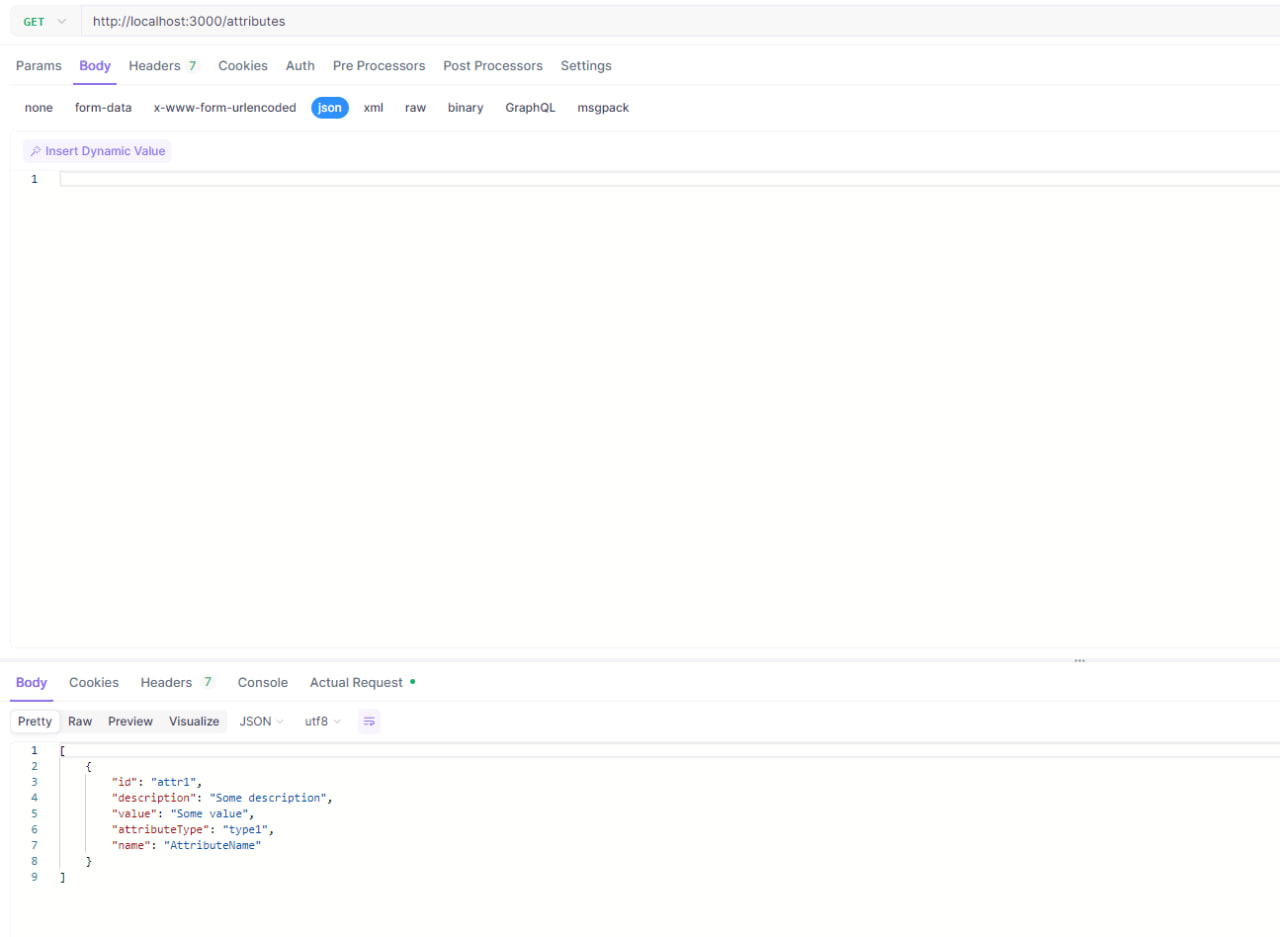 GET http://localhost:3000/attributes
Params Body Headers 7 Cookies Auth Pre Processors Post Processors Settings
none form-data x-www-form-urlencoded json xml raw binary GraphQL msgpack
Insert Dynamic Value
1
Body Cookies Headers 7 Console Actual Request
Pretty Raw Preview Visualize JSON utf8
1 [
2 {
3 "id": "attr1",
4 "description": "Some description",
5 "value": "Some value",
6 "attributeType": "type1",
7 "name": "AttributeName"
8 }
9 ]